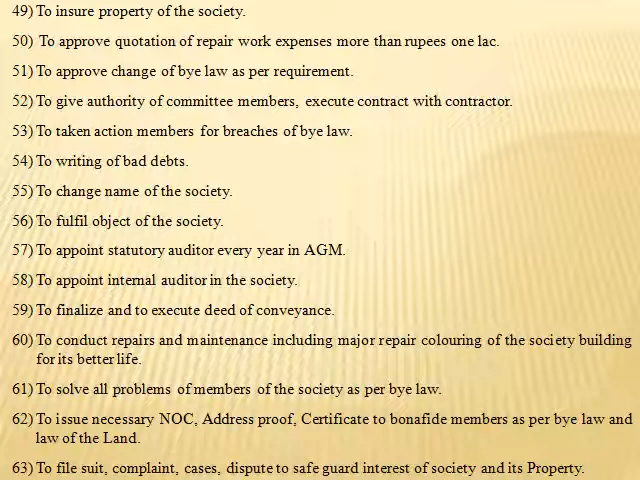 49) To insure property of the society.
50) To approve quotation of repair work expenses more than rupees one lac.
51) To approve change of bye law as per requirement.
52) To give authority of committee members, execute contract with contractor.
53) To taken action members for breaches of bye law.
54) To writing of bad debts.
55) To change name of the society.
56) To fulfil object of the society.
57) To appoint statutory auditor every year in AGM.
58) To appoint internal auditor in the society.
59) To finalize and to execute deed of conveyance.
60) To conduct repairs and maintenance including major repair colouring of the society building
for its better life.
61) To solve all problems of members of the society as per bye law.
62) To issue necessary NOC, Address proof, Certificate to bonafide members as per bye law and
law of the Land.
63) To file suit, complaint, cases, dispute to safe guard interest of society and its Property.